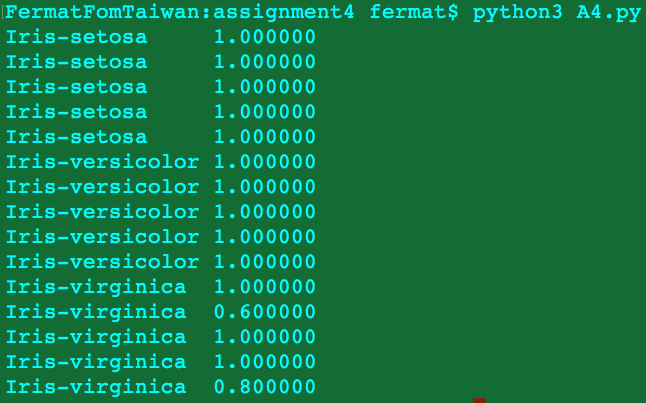 FermatFomTaiwan:assignment4 fermat$ python3 A4.py
Iris-setosa 1.000000
Iris-setosa 1.000000
Iris-setosa 1.000000
Iris-setosa 1.000000
Iris-setosa 1.000000
Iris-versicolor 1.000000
Iris-versicolor 1.000000
Iris-versicolor 1.000000
Iris-versicolor 1.000000
Iris-versicolor 1.000000
Iris-virginica 1.000000
Iris-virginica 0.600000
Iris-virginica 1.000000
Iris-virginica 1.000000
Iris-virginica 0.800000